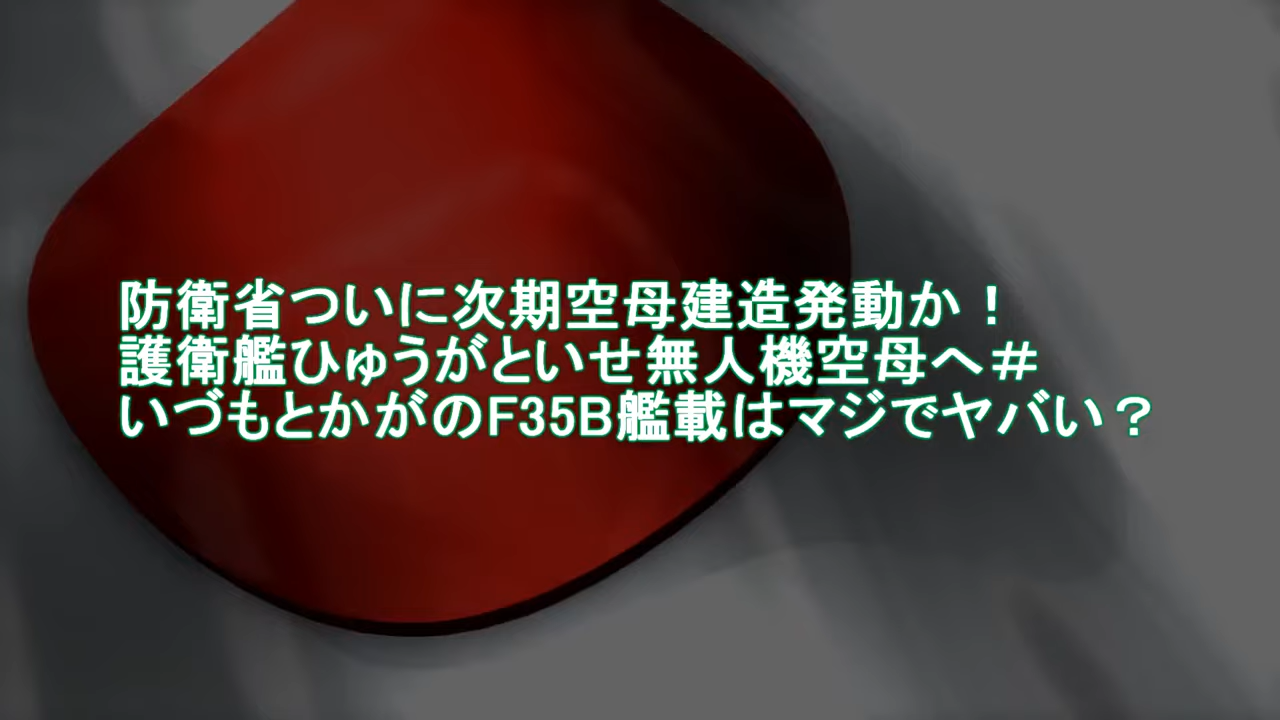 防衛省ついに次期空母建造発動か！
護衛艦ひゅうがといせ無人機空母へ＃
いづもとかがのF35B艦載はマジでヤバい？